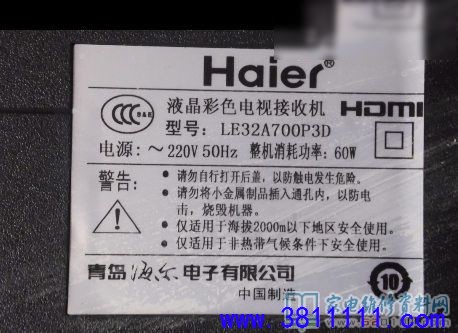 Haier®
CCC S&E
液晶彩色电视接收机 HDMI
型号: LE32A700P3D
电源: ～220V 50Hz 整机消耗功率: 60W
警告:
• 请勿自行打开后盖，以防触电发生危险。
• 请勿将小金属制品插入通孔内，以防电
击，烧毁机器。
• 仅适用于海拔2000m以下地区安全使用。
• 仅适用于非热带气候条件下安全使用。
青岛海尔电子有限公司
中国制造
10
家电维修资料网
www.3811111.com